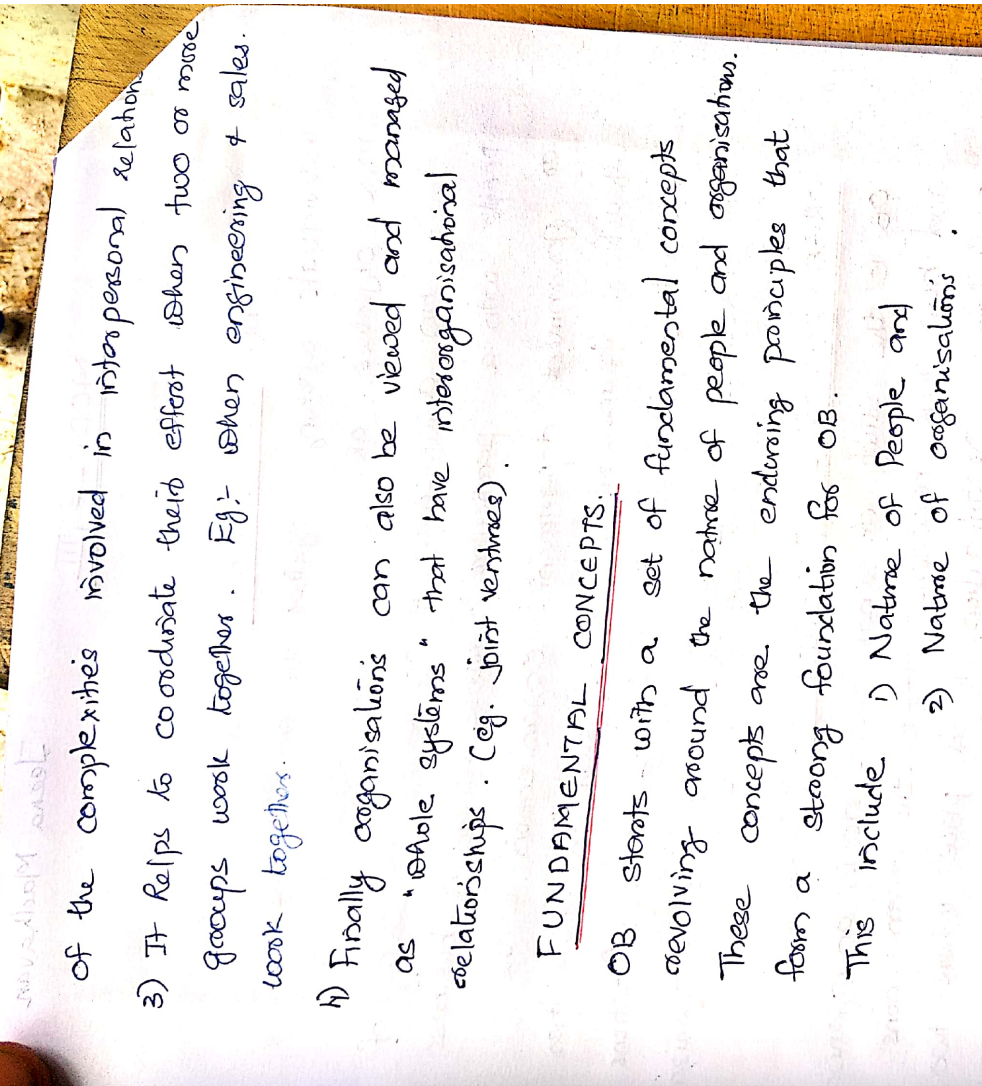 of the complexities involved in interpersonal relations
3) It helps to coordinate their effort when two or more
groups work together. Eg:- when engineering & sales.
work together.
4) Finally organisations can also be viewed and managed
as "whole systems" that have interorganisational
relationships. (eg. joint ventures).
FUNDAMENTAL CONCEPTS.
OB starts with a set of fundamental concepts
revolving around the nature of people and organisations.
These concepts are the enduring principles that
form a strong foundation for OB.
This include 1) Nature of People and
2) Nature of organisations.